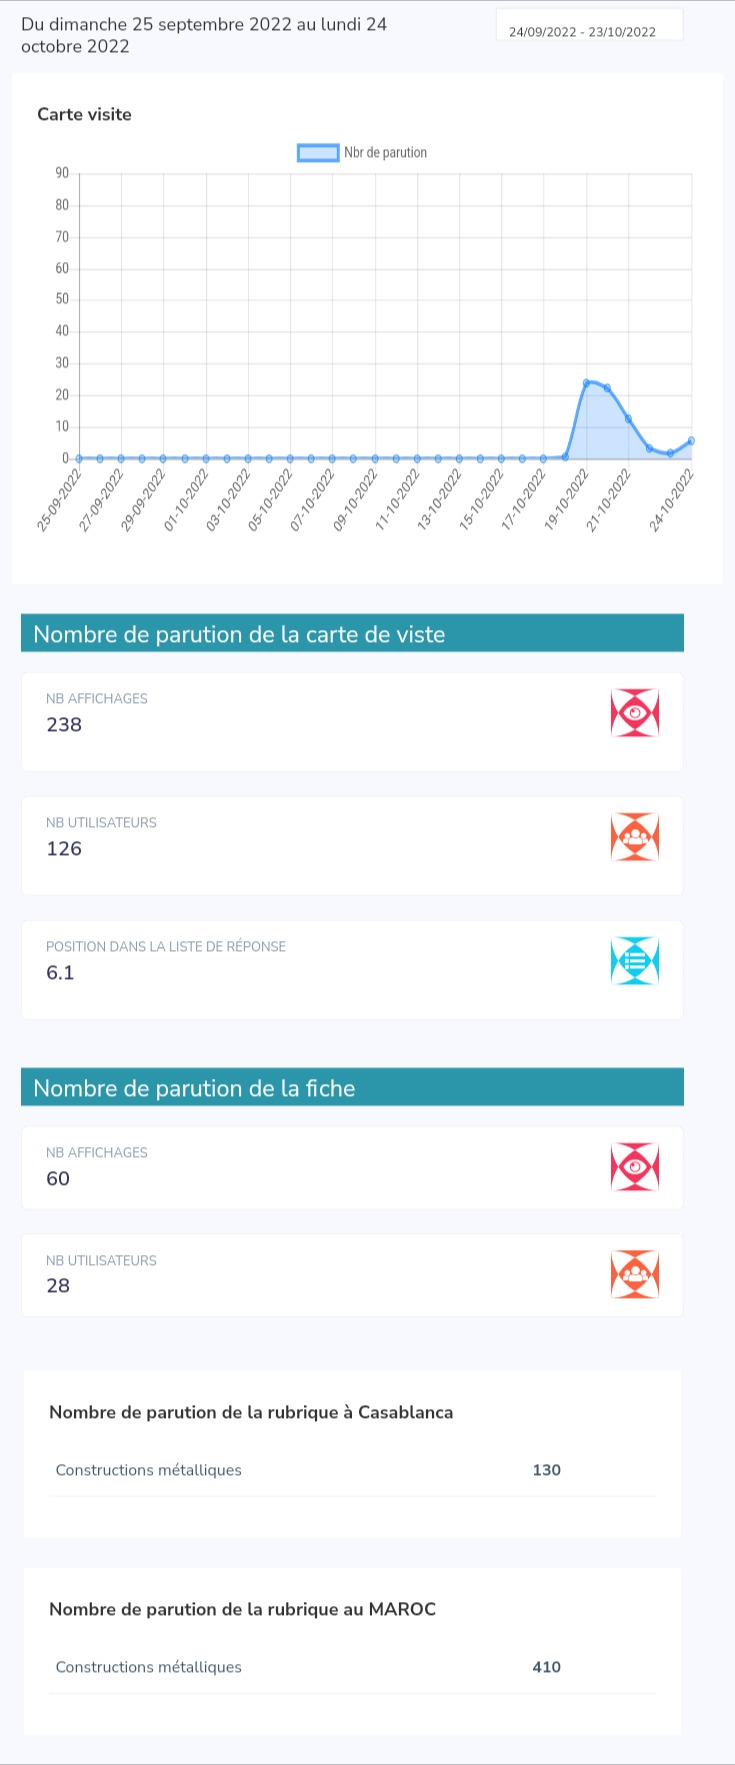 Du dimanche 25 septembre 2022 au lundi 24
octobre 2022
24/09/2022 - 23/10/2022
Carte visite
Nbr de parution
90
80
70
60
50
40
30
20
10
0
25-09-2022
27-09-2022
29-09-2022
01-10-2022
03-10-2022
05-10-2022
07-10-2022
09-10-2022
11-10-2022
13-10-2022
15-10-2022
17-10-2022
19-10-2022
21-10-2022
24-10-2022
Nombre de parution de la carte de viste
NB AFFICHAGES
238
NB UTILISATEURS
126
POSITION DANS LA LISTE DE RÉPONSE
6.1
Nombre de parution de la fiche
NB AFFICHAGES
60
NB UTILISATEURS
28
Nombre de parution de la rubrique à Casablanca
Constructions métalliques 130
Nombre de parution de la rubrique au MAROC
Constructions métalliques 410